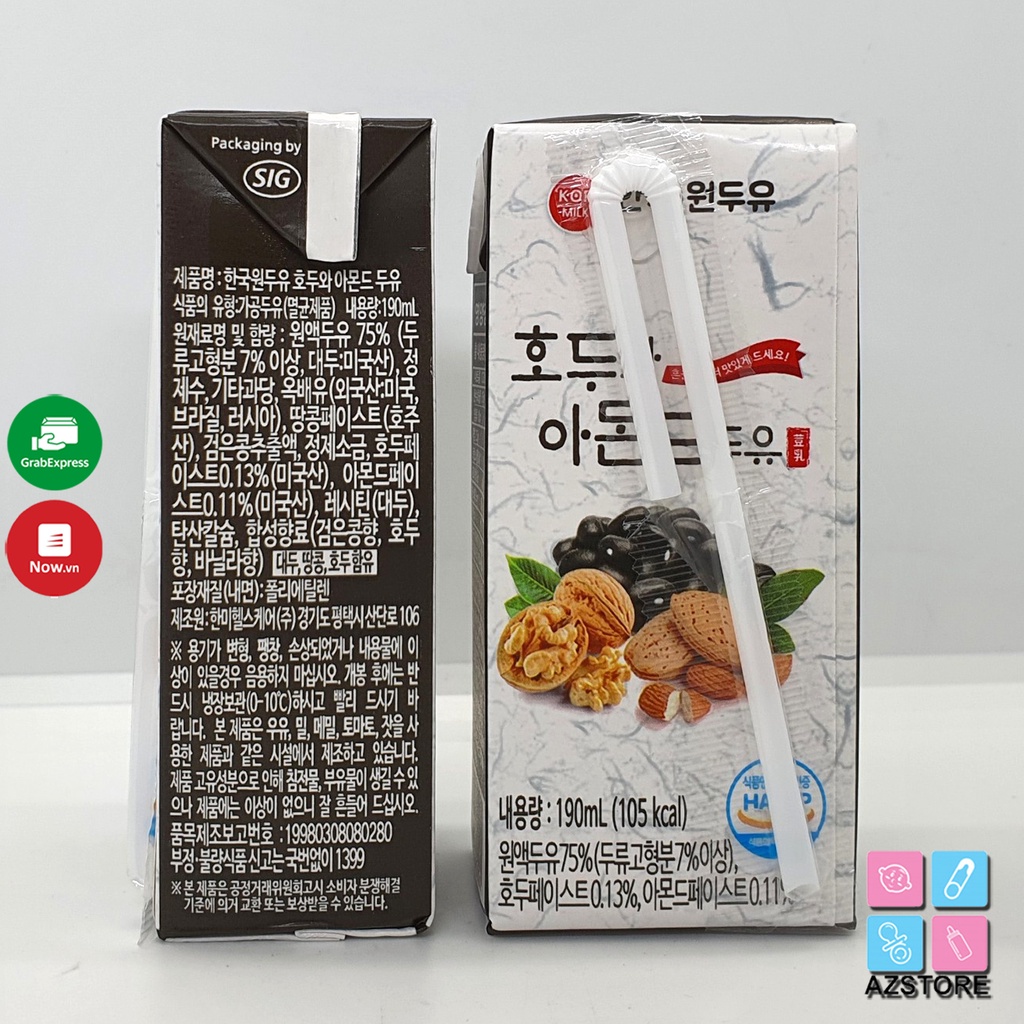 Packaging by
SIG
제품명 : 한국원두유 호두와 아몬드 두유
식품의 유형:가공두유(멸균제품) 내용량:190mL
원재료명 및 함량 : 원액두유 75% (두
류고형분 7% 이상, 대두:미국산), 정
제수, 기타과당, 옥배유(외국산:미국,
브라질, 러시아), 땅콩페이스트(호주
산), 검은콩추출액, 정제소금, 호두페
이스트0.13%(미국산), 아몬드페이
스트0.11%(미국산), 레시틴(대두),
탄산칼슘, 합성향료(검은콩향, 호두
향, 바닐라향) 대두, 땅콩, 호두 함유
포장재질(내면) : 폴리에틸렌
제조원 : 한미헬스케어(주) 경기도 평택시 산단로 106
※ 용기가 변형, 팽창, 손상되었거나 내용물에 이
상이 있을경우 음용하지 마십시오. 개봉 후에는 반
드시 냉장보관(0-10℃)하시고 빨리 드시기 바
랍니다. 본 제품은 우유, 밀, 메밀, 토마토, 잣을 사
용한 제품과 같은 시설에서 제조하고 있습니다.
제품 고유성분으로 인해 침전물, 부유물이 생길 수 있
으나 제품에는 이상이 없으니 잘 흔들어 드십시오.
품목제조보고번호 : 19980308080280
부정·불량식품 신고는 국번없이 1399
※ 본 제품은 공정거래위원회고시 소비자 분쟁해결
기준에 의거 교환 또는 보상받을 수 있습니다.
원두유
맛있게 드세요!
호두
아몬드
두유
豆乳
내용량 : 190mL (105 kcal)
원액두유75%(두류고형분7%이상),
호두페이스트0.13%, 아몬드페이스트0.11%
GrabExpress
Now.vn
AZSTORE